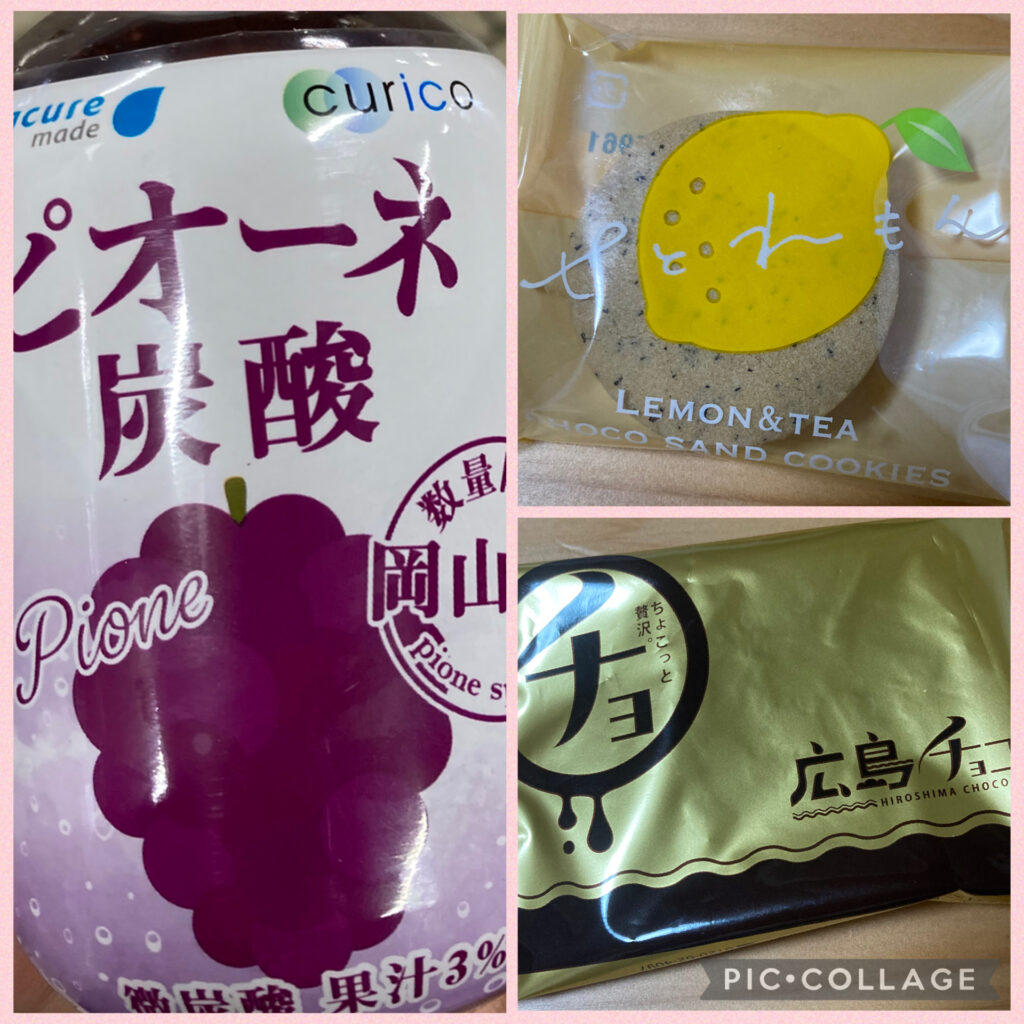 acure
made
curico
ピオーネ
炭酸
数量
岡山
Pione
pione
微炭酸 果汁3%
せとれもん
LEMON&TEA
CHOCO SAND COOKIES
チョ
ちょこっと
贅沢。
広島チョコ
HIROSHIMA CHOCO
PIC•COLLAGE